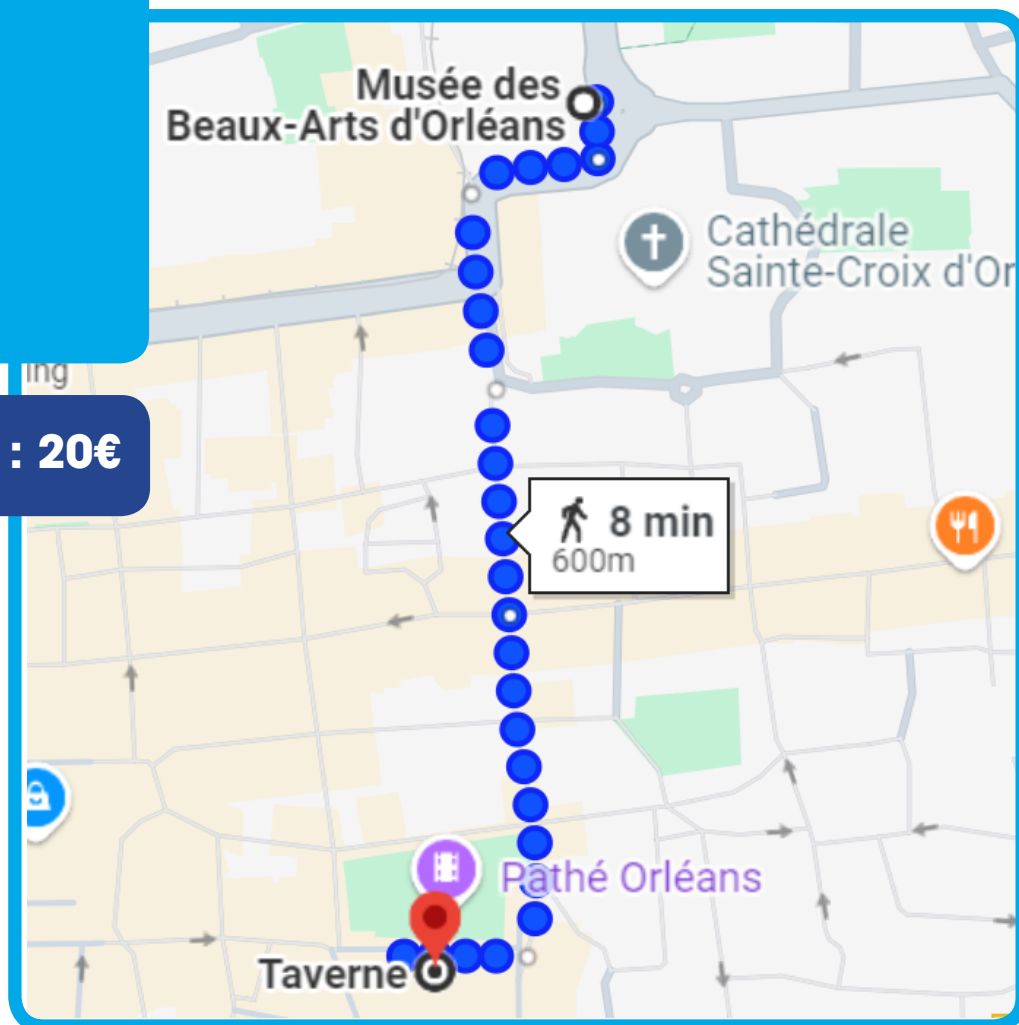 Musée des
Beaux-Arts d'Orléans
Cathédrale
Sainte-Croix d'Or
ing
: 20€
8 min
600m
Pathé Orléans
Taverne